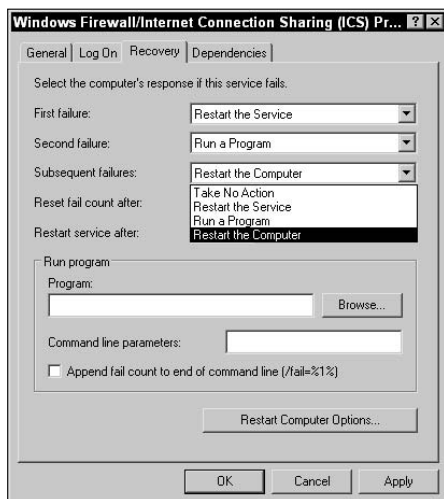 Windows Firewall/Internet Connection Sharing (ICS) Pr... ? X
General Log On Recovery Dependencies
Select the computer's response if this service fails.
First failure: Restart the Service
Second failure: Run a Program
Subsequent failures: Restart the Computer
Take No Action
Reset fail count after: Restart the Service
Run a Program
Restart service after: Restart the Computer
Run program
Program:
Browse...
Command line parameters:
Append fail count to end of command line (/fail=%1%)
Restart Computer Options...
OK Cancel Apply